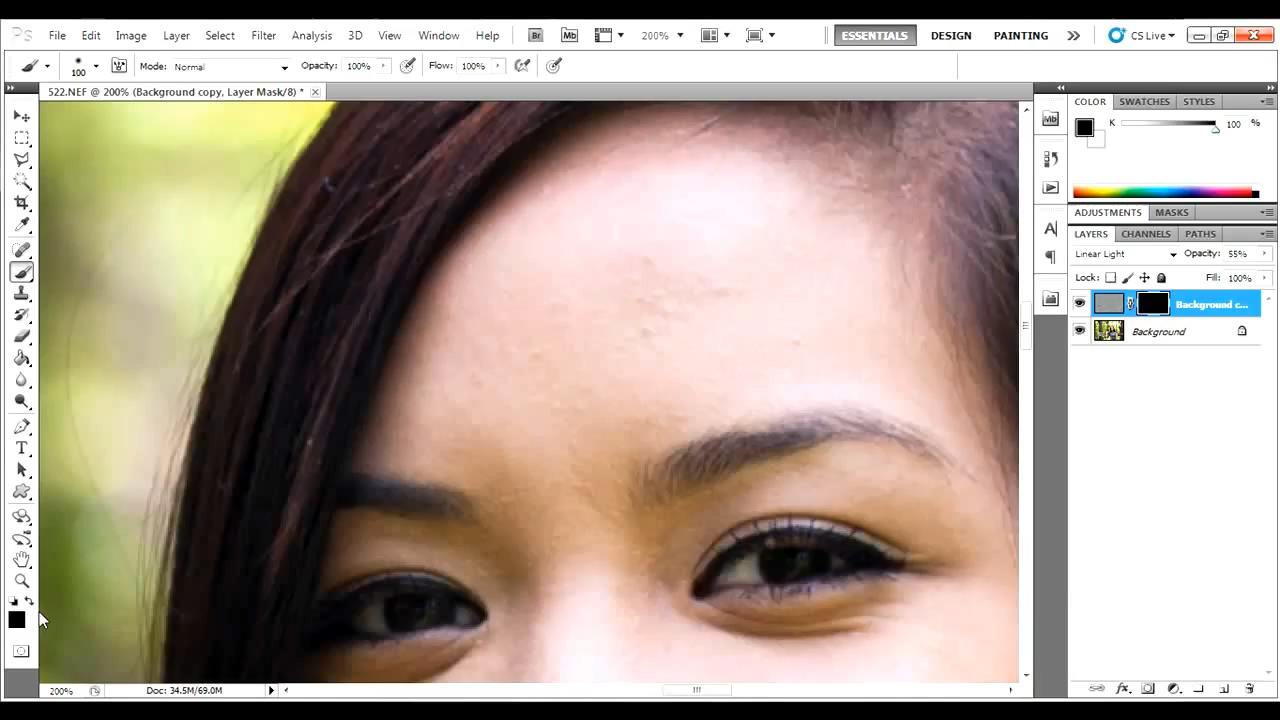 Ps File Edit Image Layer Select Filter Analysis 3D View Window Help Br Mb 200% ESSENTIALS DESIGN PAINTING CS Live
100 Mode: Normal Opacity: 100% Flow: 100%
522.NEF @ 200% (Background copy, Layer Mask/8) *
COLOR SWATCHES STYLES
Mb
K 100 %
ADJUSTMENTS MASKS
LAYERS CHANNELS PATHS
Linear Light Opacity: 55%
Lock: Fill: 100%
Background c...
Background
200% Doc: 34.5M/69.0M